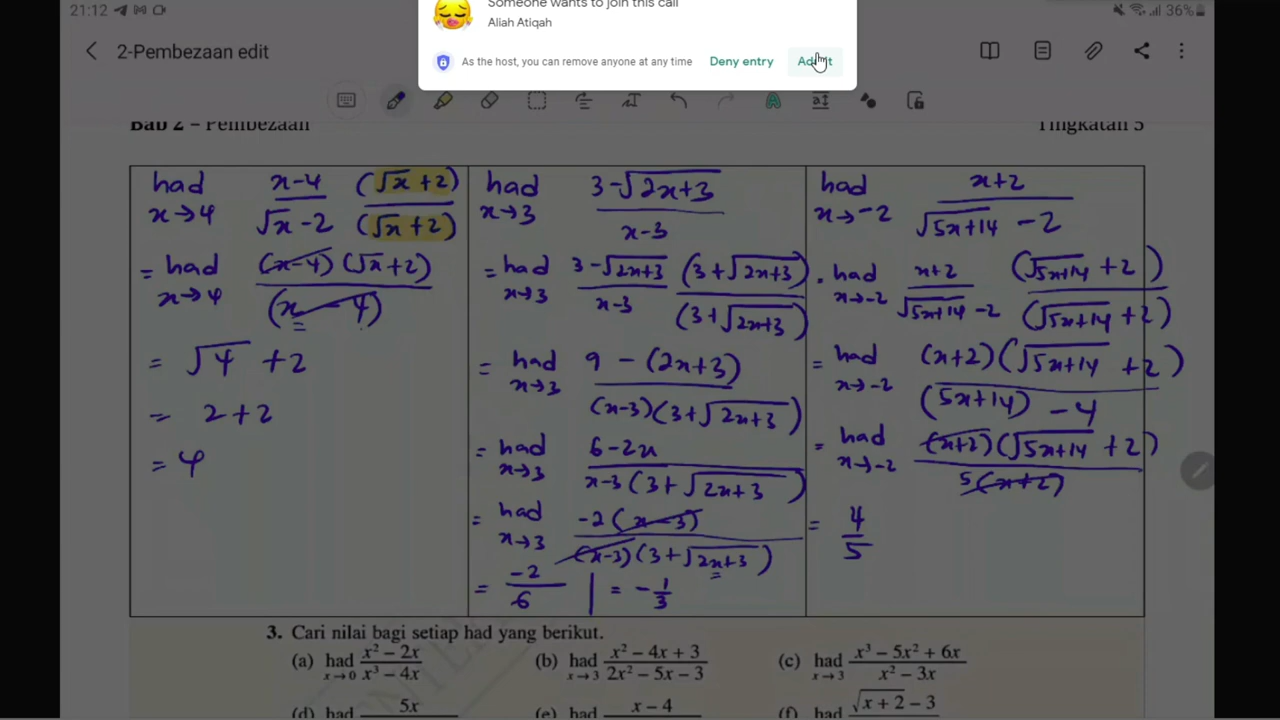 21:12
36%
Someone wants to join this call
Aliah Atiqah
As the host, you can remove anyone at any time
Deny entry
2-Pembezaan edit
Bab 2 – Pembezaan
Tingkatan 5
had x→4 x-4 / √x -2 (√x +2) / (√x +2)
= had x→4 (x-4)(√x+2) / (x-4)
= √4 +2
= 2+2
= 4
had x→3 3-√2x+3 / x-3
= had x→3 3-√2x+3 / x-3 (3+√2x+3) / (3+√2x+3)
= had x→3 9 - (2x+3) / (x-3)(3+√2x+3)
= had x→3 6-2x / x-3(3+√2x+3)
= had x→3 -2(x-3) / (x-3)(3+√2x+3)
= -2/6 | = -1/3
had x→-2 x+2 / √5x+14 -2
had x→-2 x+2 / √5x+14 -2 (√5x+14 +2) / (√5x+14 +2)
= had x→-2 (x+2)(√5x+14 +2) / (5x+14) -4
= had x→-2 (x+2)(√5x+14 +2) / 5(x+2)
= 4/5
3. Cari nilai bagi setiap had yang berikut.
(a) had x→0 x² – 2x / x³ – 4x
(b) had x→3 x² – 4x + 3 / 2x² – 5x – 3
(c) had x→3 x³ – 5x² + 6x / x² – 3x
(d) had 5x
(e) had x – 4
(f) had √x + 2 – 3